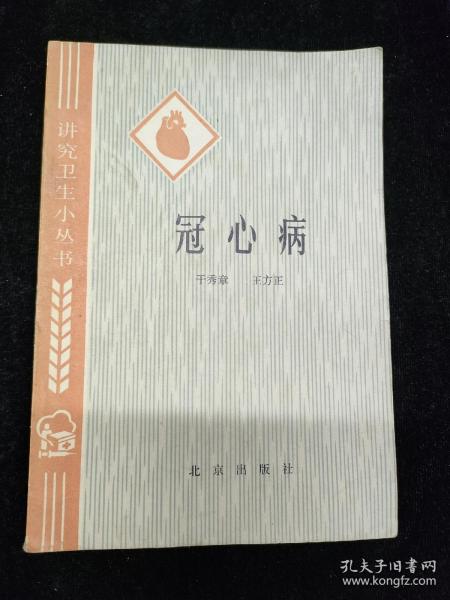 讲究卫生小丛书
冠心病
于秀章 王方正
北京出版社
孔夫子旧书网
www.kongfz.com